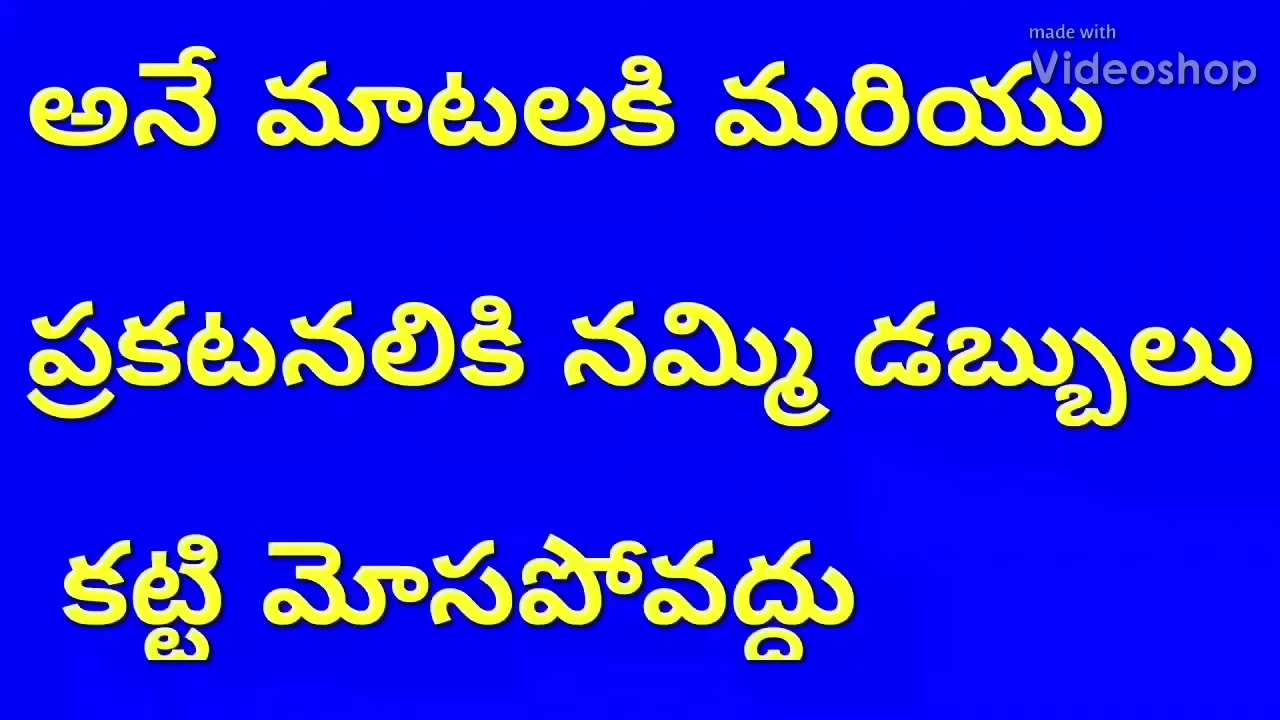 made with
Videoshop
అనే మాటలకి మరియు
ప్రకటనలికి నమ్మి డబ్బులు
కట్టి మోసపోవద్దు